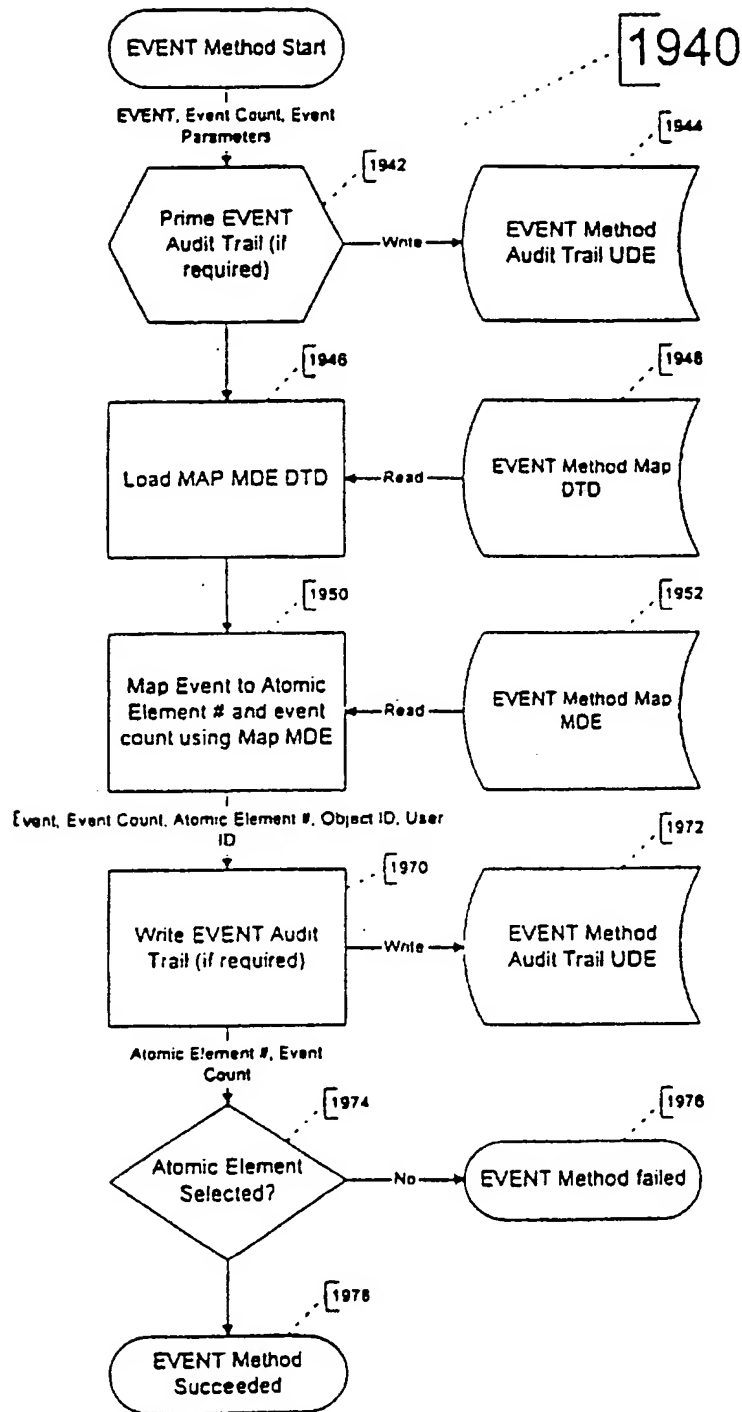 EVENT Method Start
1940
EVENT, Event Count, Event
Parameters
1944
1942
Prime EVENT
Audit Trail (if
required)
Write
EVENT Method
Audit Trail UDE
1946
1948
Load MAP MDE DTD
Read
EVENT Method Map
DTD
1950
1952
Map Event to Atomic
Element # and event
count using Map MDE
Read
EVENT Method Map
MDE
Event, Event Count, Atomic Element #, Object ID, User
ID
1970
1972
Write EVENT Audit
Trail (if required)
Write
EVENT Method
Audit Trail UDE
Atomic Element #, Event
Count
1974
1976
Atomic Element
Selected?
No
EVENT Method failed
1978
EVENT Method
Succeeded